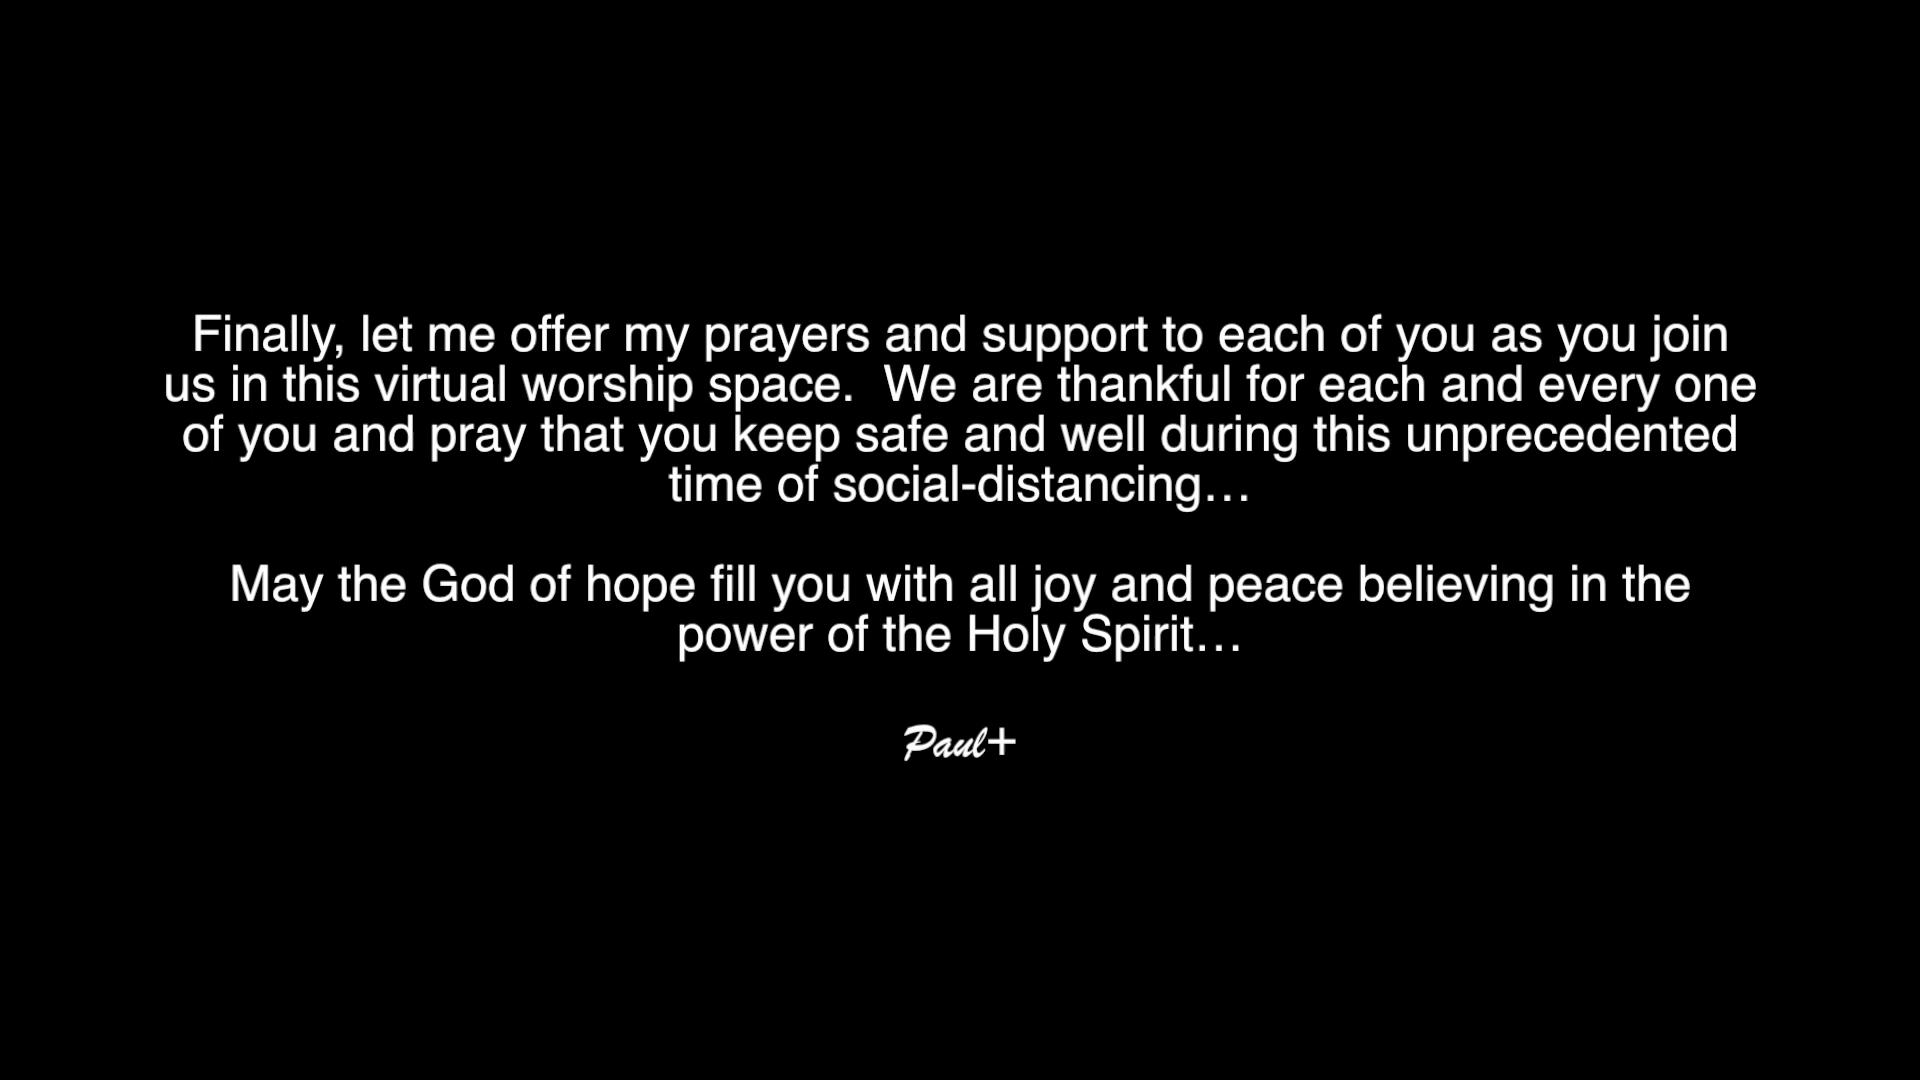 Finally, let me offer my prayers and support to each of you as you join
us in this virtual worship space.  We are thankful for each and every one
of you and pray that you keep safe and well during this unprecedented
time of social-distancing…
May the God of hope fill you with all joy and peace believing in the
power of the Holy Spirit…
Paul+